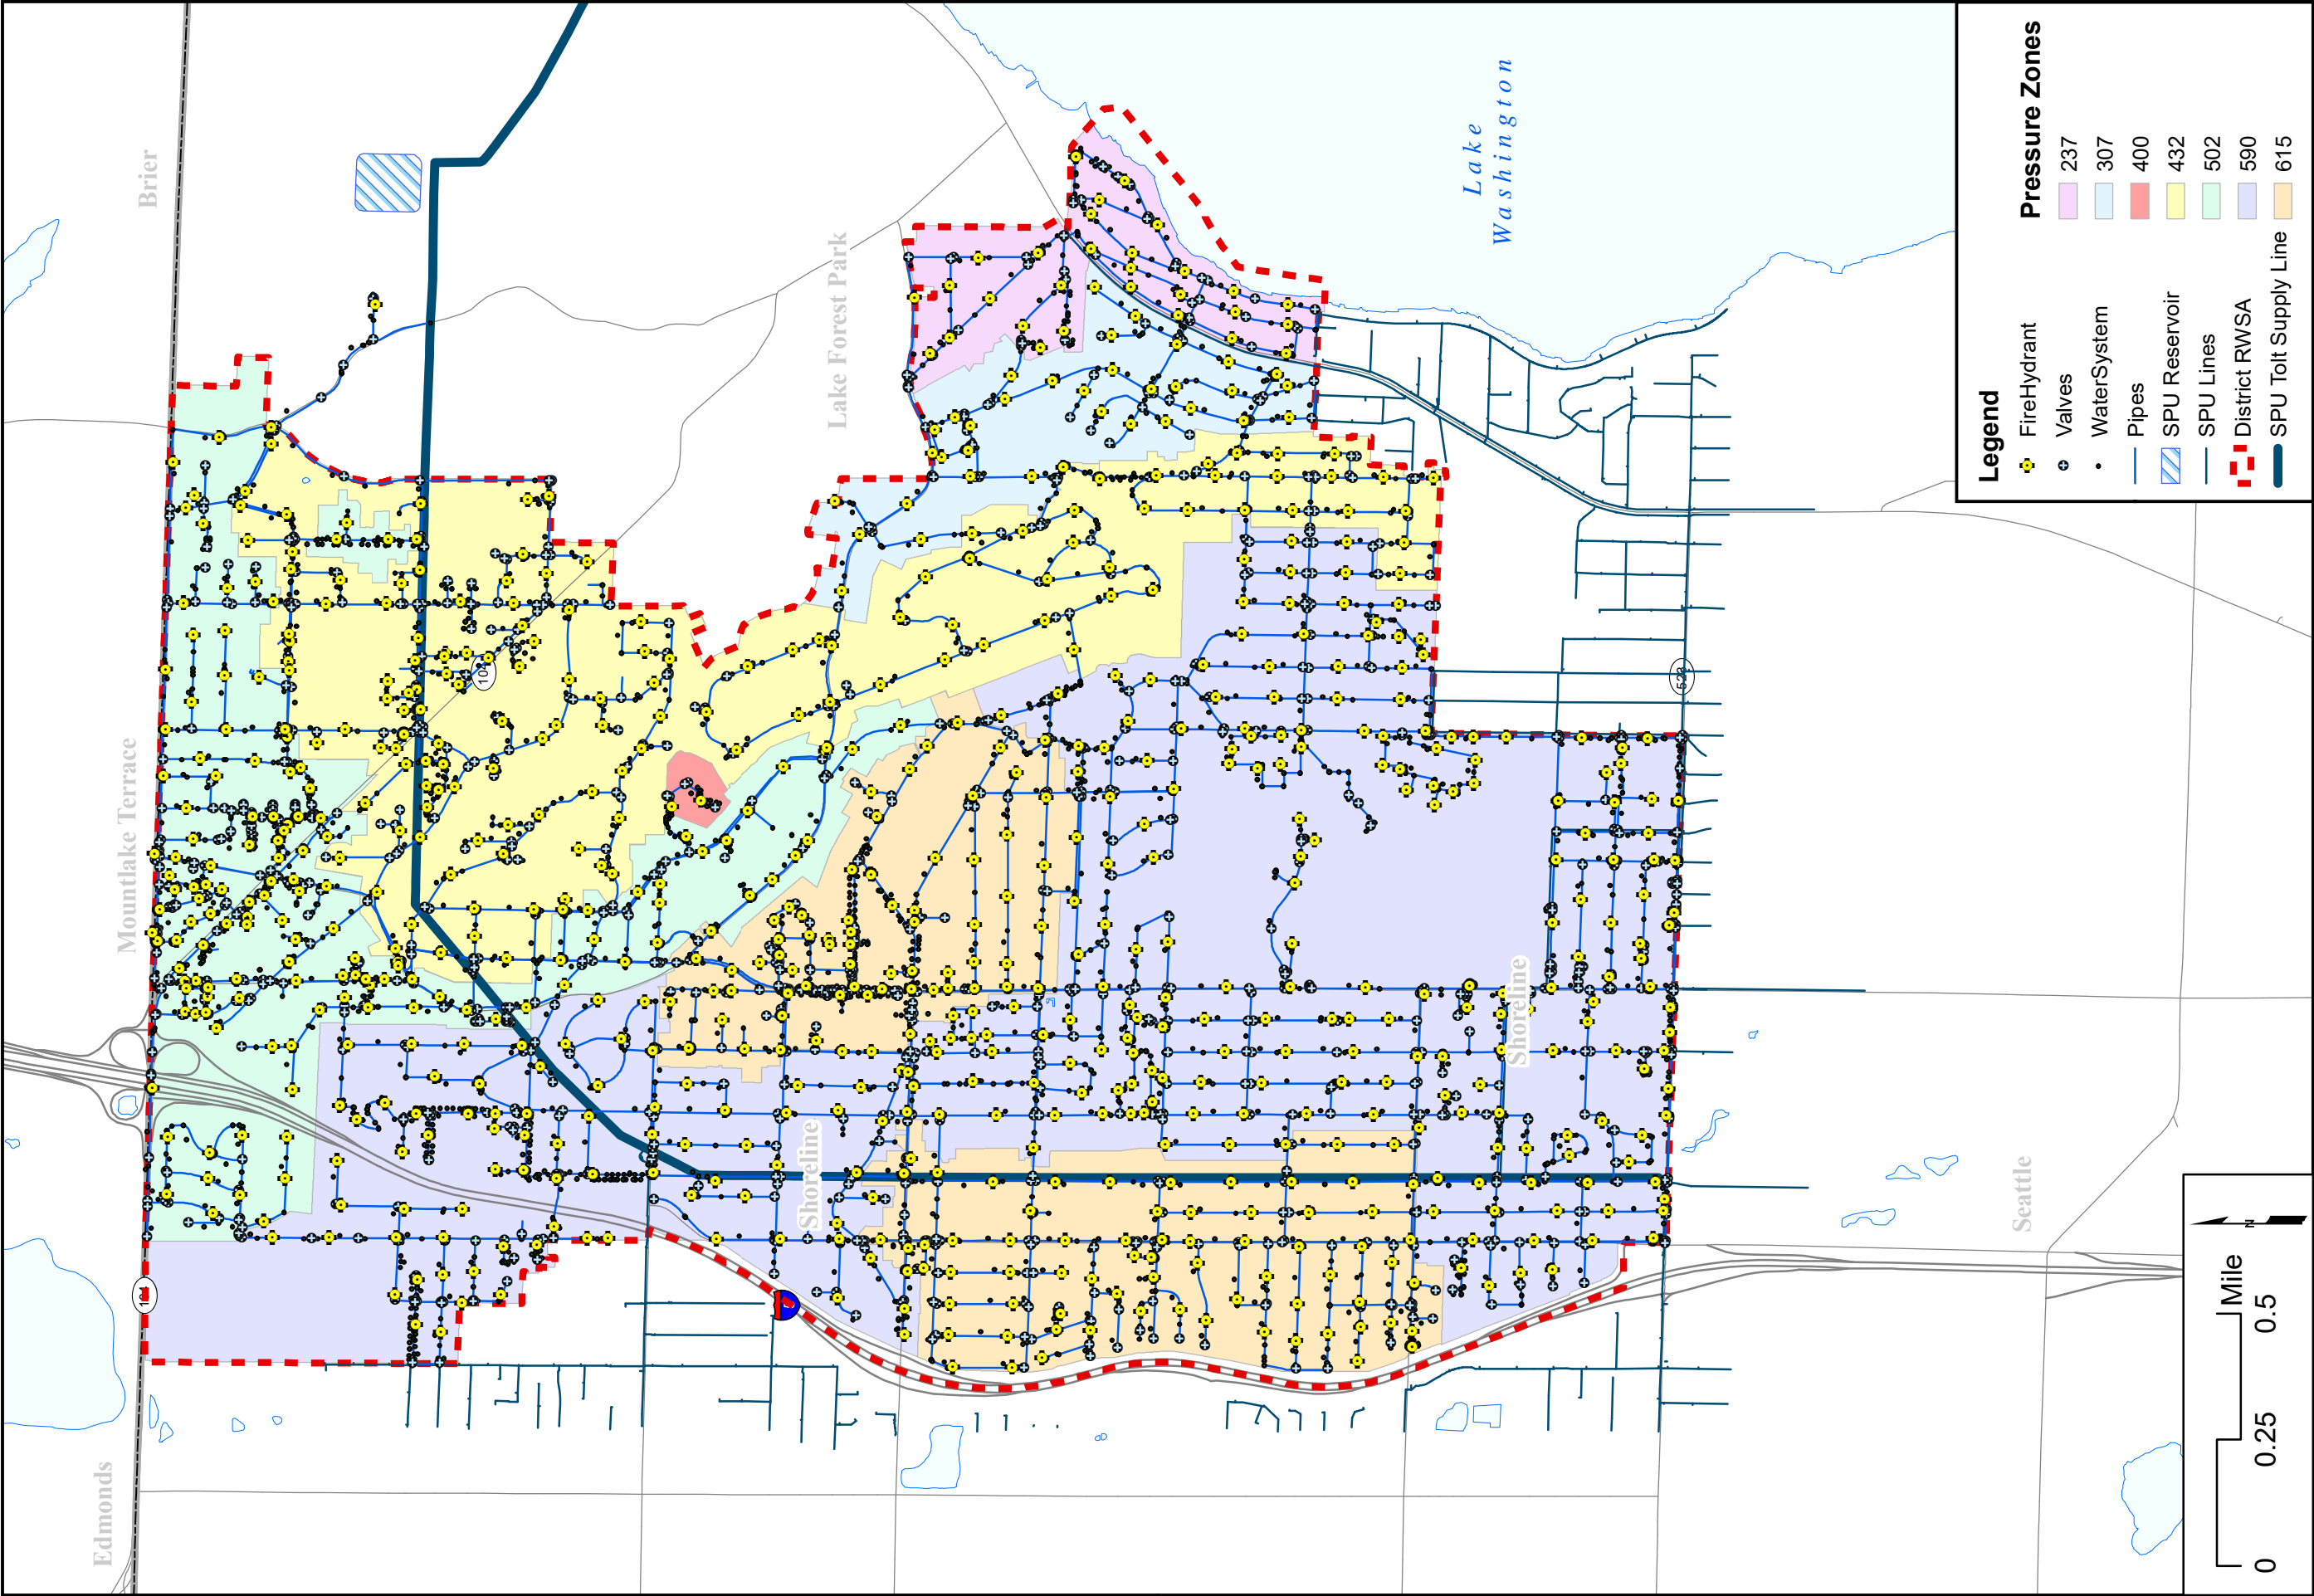 Edmonds
Mountlake Terrace
Brier
104
104
Lake Forest Park
Shoreline
Shoreline
Lake
Washington
Seattle
Legend
FireHydrant
Valves
WaterSystem
Pipes
SPU Reservoir
SPU Lines
District RWSA
SPU Tolt Supply Line
Pressure Zones
237
307
400
432
502
590
615
N
0
0.25
0.5
Mile